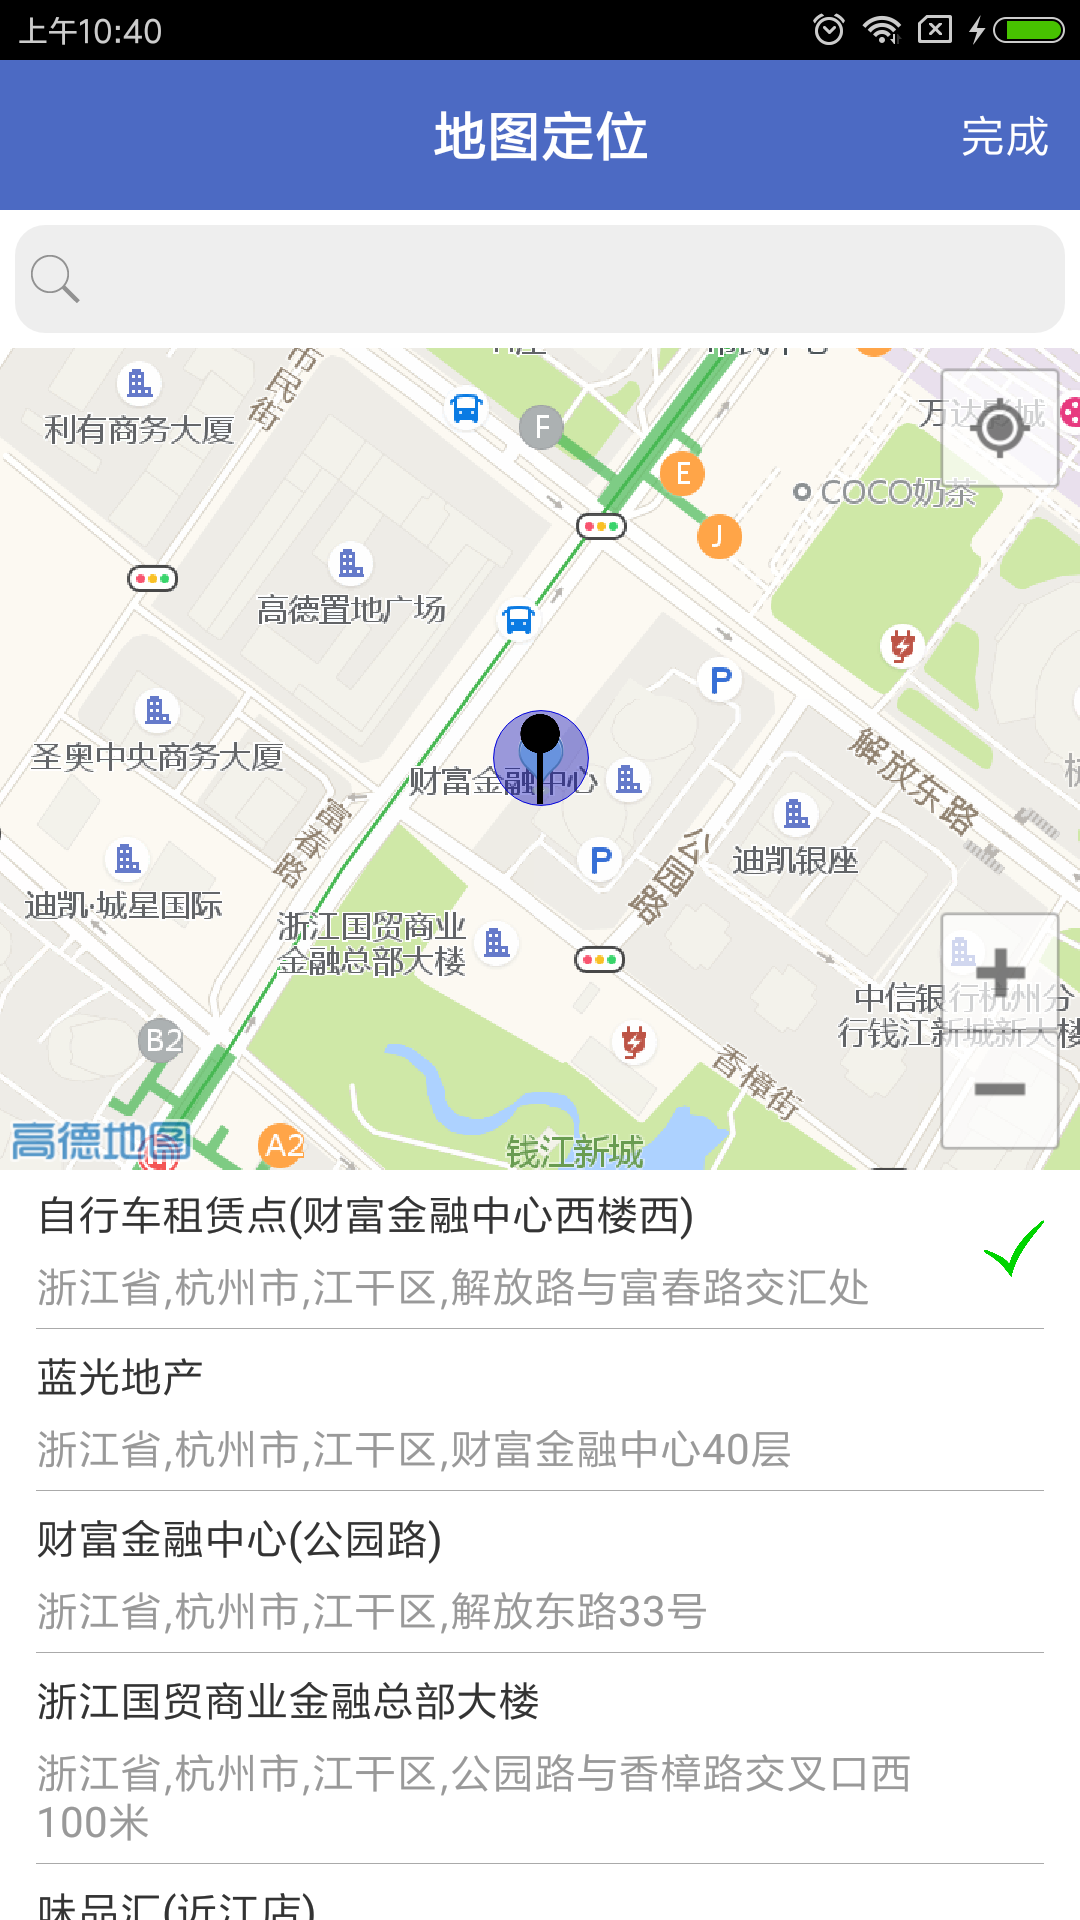 上午10:40
地图定位
完成
市民街
利有商务大厦
F
E
J
COCO奶茶
高德置地广场
P
圣奥中央商务大厦
财富金融中心
解放东路
富春路
公园路
P
迪凯银座
迪凯·城星国际
浙江国贸商业
金融总部大楼
中信银行杭州分
行钱江新城新大楼
B2
香樟街
高德地图
A2
钱江新城
自行车租赁点(财富金融中心西楼西)
浙江省,杭州市,江干区,解放路与富春路交汇处
蓝光地产
浙江省,杭州市,江干区,财富金融中心40层
财富金融中心(公园路)
浙江省,杭州市,江干区,解放东路33号
浙江国贸商业金融总部大楼
浙江省,杭州市,江干区,公园路与香樟路交叉口西
100米
味品汇(近江店)